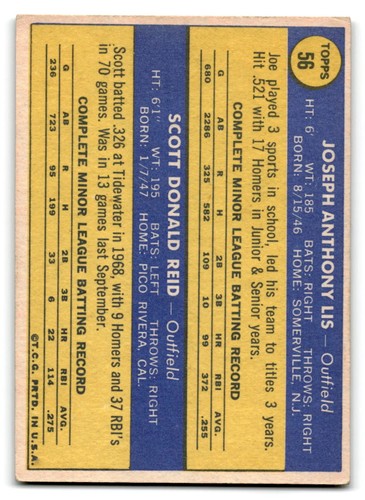 TOPPS
56
JOSEPH ANTHONY LIS — Outfield
HT: 6' WT: 185 BATS: RIGHT THROWS: RIGHT
BORN: 8/15/46 HOME: SOMERVILLE, N.J.
Joe played 3 sports in school, led his team to titles 3 years.
Hit .521 with 17 Homers in Junior & Senior years.
COMPLETE MINOR LEAGUE BATTING RECORD
G AB R H 2B 3B HR RBI AVG.
680 2286 325 582 109 10 99 372 .255
SCOTT DONALD REID — Outfield
HT: 6'1" WT: 195 BATS: LEFT THROWS: RIGHT
BORN: 1/7/47 HOME: PICO RIVERA, CAL.
Scott batted .326 at Tidewater in 1968, with 9 Homers and 37 RBI's
in 70 games. Was in 13 games last September.
COMPLETE MINOR LEAGUE BATTING RECORD
G AB R H 2B 3B HR RBI AVG.
236 723 95 199 33 6 22 114 .275
©T.C.G. PRTD. IN U.S.A.